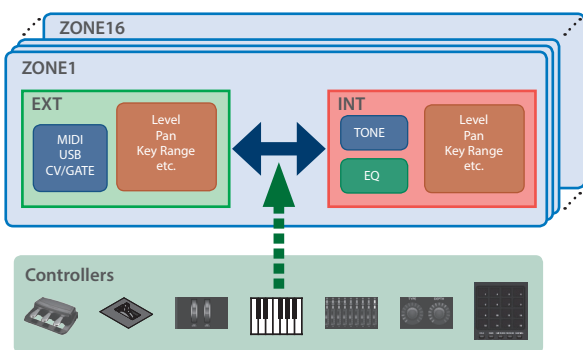 ZONE16
ZONE1
EXT
MIDI
USB
CV/GATE
Level
Pan
Key Range
etc.
INT
TONE
EQ
Level
Pan
Key Range
etc.
Controllers